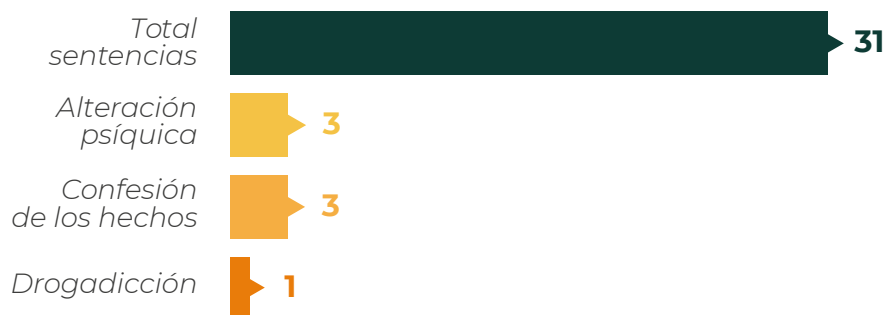 Total
sentencias
31
Alteración
psíquica
3
Confesión
de los hechos
3
Drogadicción
1